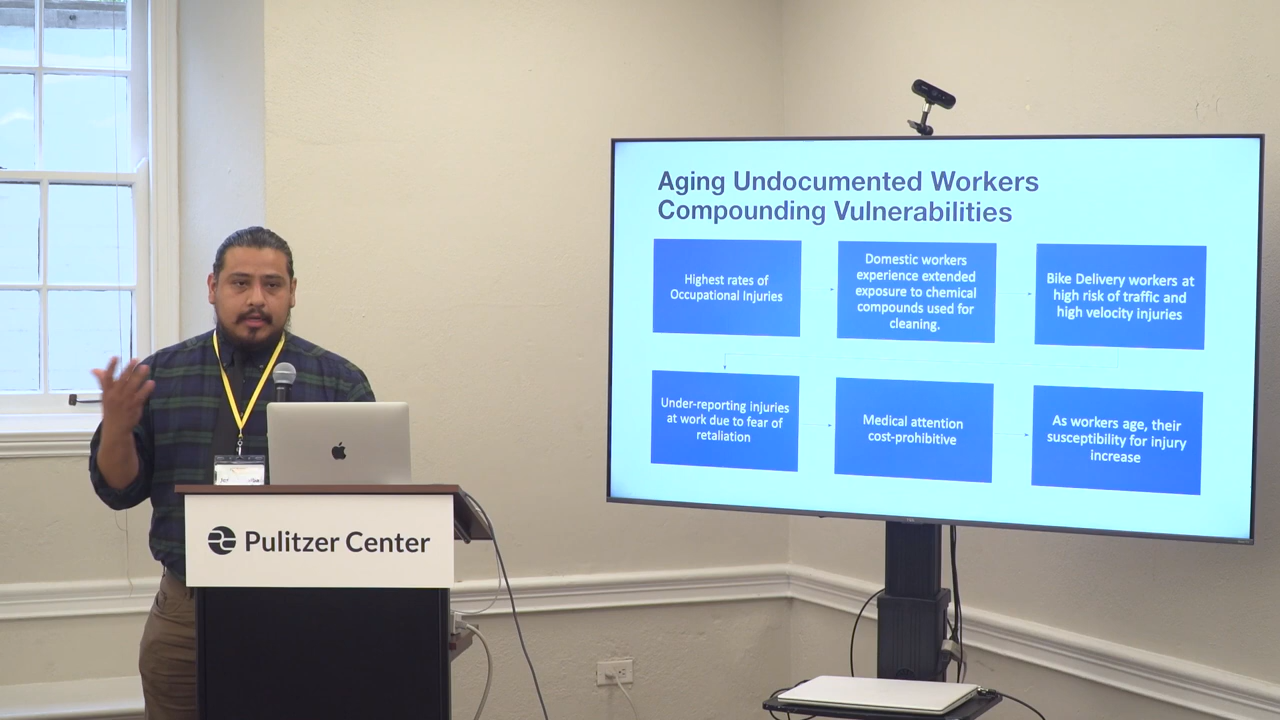 Aging Undocumented Workers
Compounding Vulnerabilities
Highest rates of
Occupational Injuries
Domestic workers
experience extended
exposure to chemical
compounds used for
cleaning.
Bike Delivery workers at
high risk of traffic and
high velocity injuries
Under-reporting injuries
at work due to fear of
retaliation
Medical attention
cost-prohibitive
As workers age, their
susceptibility for injury
increase
Pulitzer Center